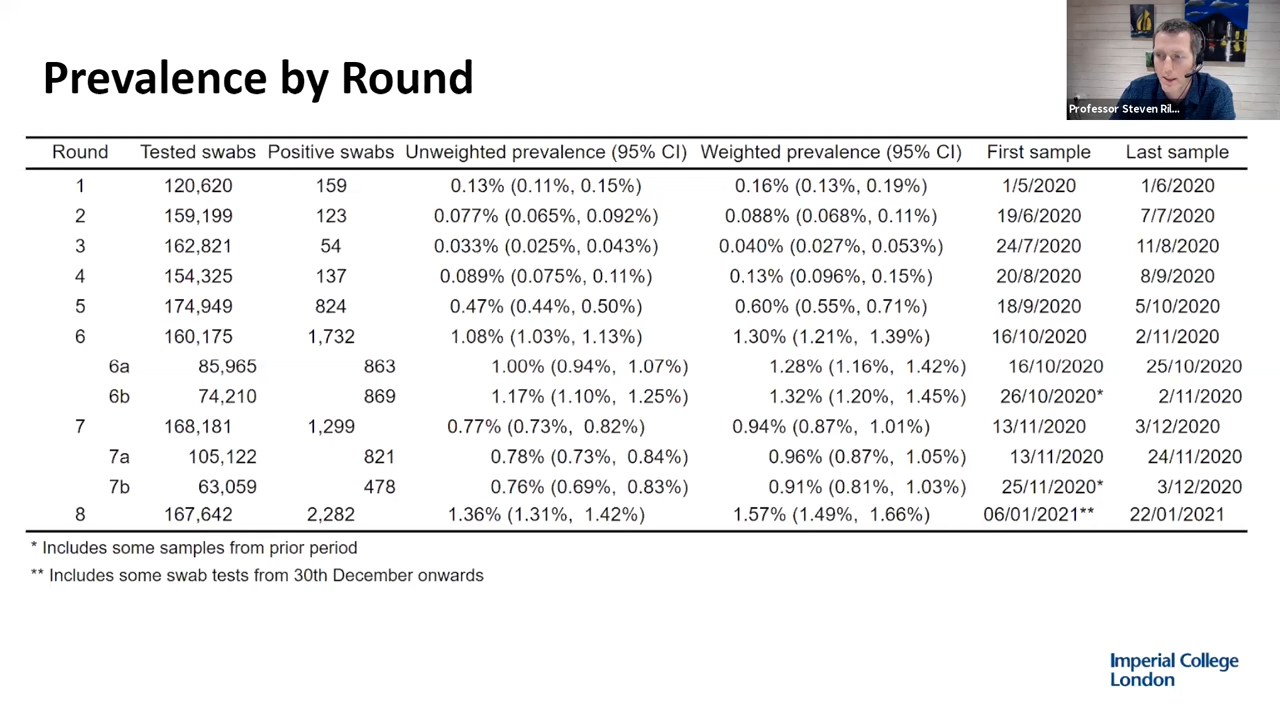 Professor Steven Ril...
Prevalence by Round
Round Tested swabs Positive swabs Unweighted prevalence (95% CI) Weighted prevalence (95% CI) First sample Last sample
1 120,620 159 0.13% (0.11%, 0.15%) 0.16% (0.13%, 0.19%) 1/5/2020 1/6/2020
2 159,199 123 0.077% (0.065%, 0.092%) 0.088% (0.068%, 0.11%) 19/6/2020 7/7/2020
3 162,821 54 0.033% (0.025%, 0.043%) 0.040% (0.027%, 0.053%) 24/7/2020 11/8/2020
4 154,325 137 0.089% (0.075%, 0.11%) 0.13% (0.096%, 0.15%) 20/8/2020 8/9/2020
5 174,949 824 0.47% (0.44%, 0.50%) 0.60% (0.55%, 0.71%) 18/9/2020 5/10/2020
6 160,175 1,732 1.08% (1.03%, 1.13%) 1.30% (1.21%, 1.39%) 16/10/2020 2/11/2020
6a 85,965 863 1.00% (0.94%, 1.07%) 1.28% (1.16%, 1.42%) 16/10/2020 25/10/2020
6b 74,210 869 1.17% (1.10%, 1.25%) 1.32% (1.20%, 1.45%) 26/10/2020* 2/11/2020
7 168,181 1,299 0.77% (0.73%, 0.82%) 0.94% (0.87%, 1.01%) 13/11/2020 3/12/2020
7a 105,122 821 0.78% (0.73%, 0.84%) 0.96% (0.87%, 1.05%) 13/11/2020 24/11/2020
7b 63,059 478 0.76% (0.69%, 0.83%) 0.91% (0.81%, 1.03%) 25/11/2020* 3/12/2020
8 167,642 2,282 1.36% (1.31%, 1.42%) 1.57% (1.49%, 1.66%) 06/01/2021** 22/01/2021
* Includes some samples from prior period
** Includes some swab tests from 30th December onwards
Imperial College
London